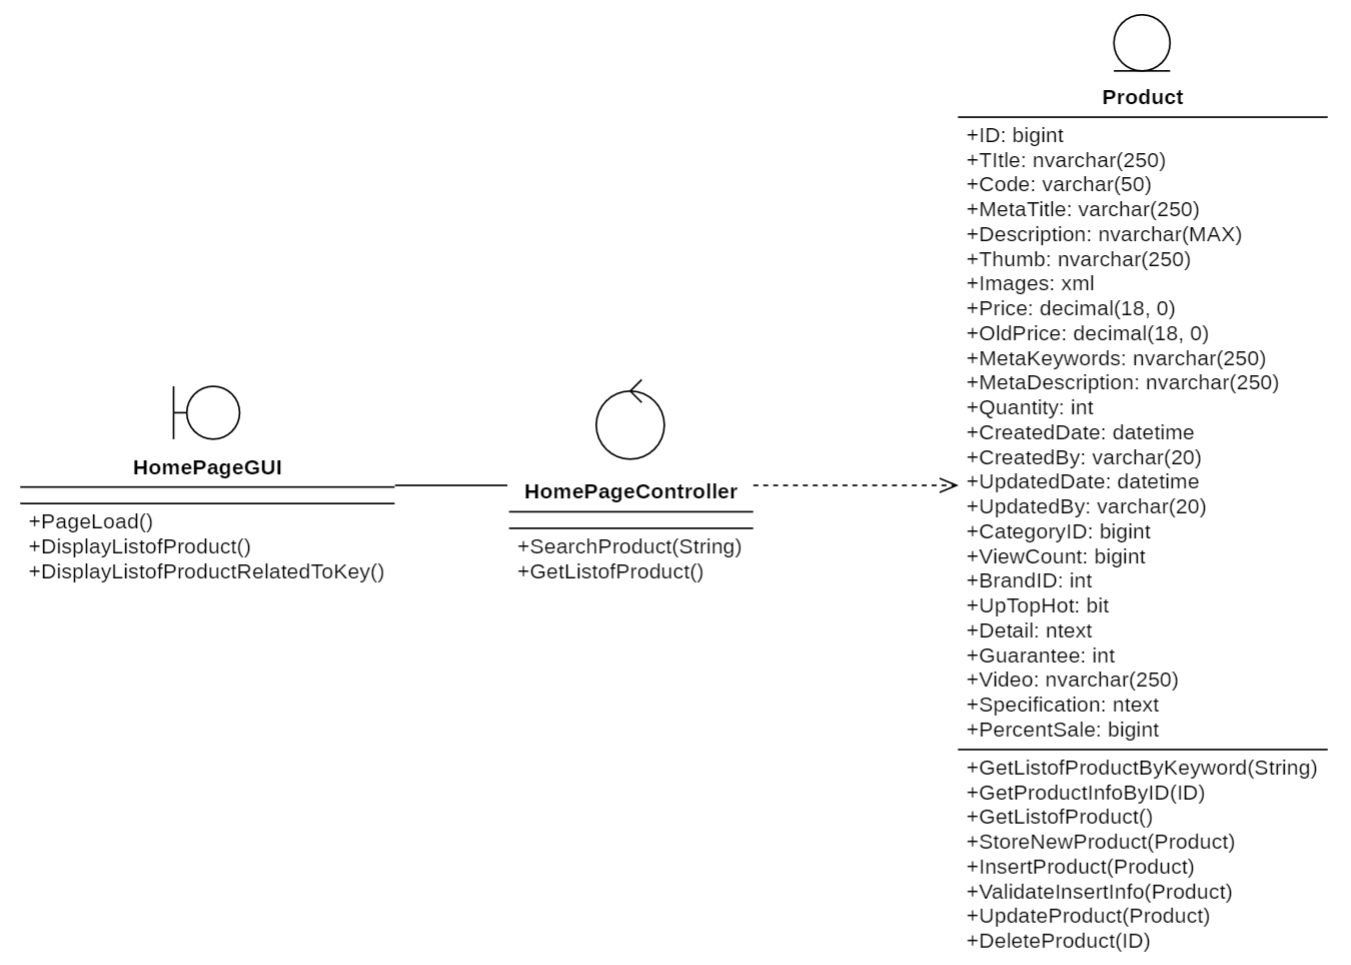 HomePageGUI
+PageLoad()
+DisplayListofProduct()
+DisplayListofProductRelatedToKey()
HomePageController
+SearchProduct(String)
+GetListofProduct()
Product
+ID: bigint
+TItle: nvarchar(250)
+Code: varchar(50)
+MetaTitle: varchar(250)
+Description: nvarchar(MAX)
+Thumb: nvarchar(250)
+Images: xml
+Price: decimal(18, 0)
+OldPrice: decimal(18, 0)
+MetaKeywords: nvarchar(250)
+MetaDescription: nvarchar(250)
+Quantity: int
+CreatedDate: datetime
+CreatedBy: varchar(20)
+UpdatedDate: datetime
+UpdatedBy: varchar(20)
+CategoryID: bigint
+ViewCount: bigint
+BrandID: int
+UpTopHot: bit
+Detail: ntext
+Guarantee: int
+Video: nvarchar(250)
+Specification: ntext
+PercentSale: bigint
+GetListofProductByKeyword(String)
+GetProductInfoByID(ID)
+GetListofProduct()
+StoreNewProduct(Product)
+InsertProduct(Product)
+ValidateInsertInfo(Product)
+UpdateProduct(Product)
+DeleteProduct(ID)